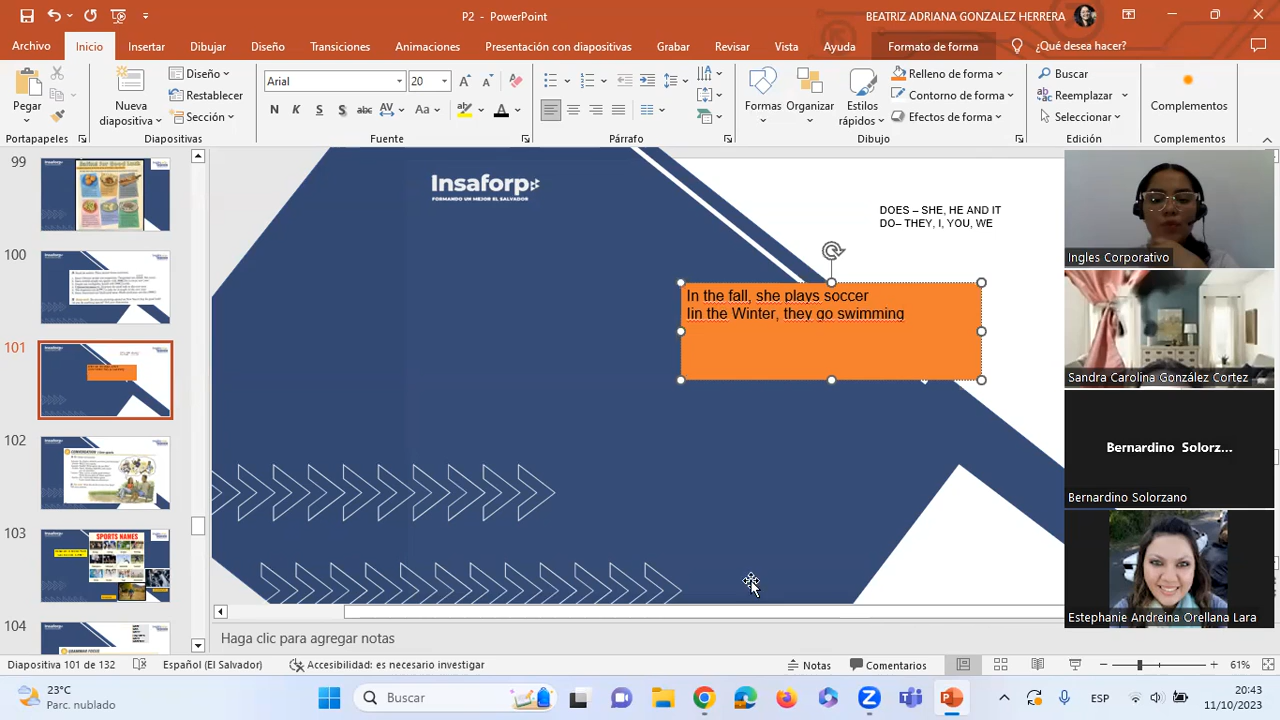 P2 - PowerPoint
BEATRIZ ADRIANA GONZALEZ HERRERA
Archivo Inicio Insertar Dibujar Diseño Transiciones Animaciones Presentación con diapositivas Grabar Revisar Vista Ayuda Formato de forma ¿Qué desea hacer?
Pegar
Portapapeles
Nueva diapositiva
Diseño
Restablecer
Sección
Diapositivas
Arial 20
N K S S abc AV Aa A
Fuente
Párrafo
Formas
Organizar
Estilos rápidos
Relleno de forma
Contorno de forma
Efectos de forma
Dibujo
Buscar
Reemplazar
Seleccionar
Edición
Complementos
Complementos
99
100
101
102
103
SPORTS NAMES
104
Insaforp
FORMANDO UN MEJOR EL SALVADOR
DOES – SHE, HE AND IT
DO– THEY, I, YOU, WE
In the fall, she plays soccer
Iin the Winter, they go swimming
Ingles Corporativo
Sandra Carolina González Cortez
Bernardino Solorz...
Bernardino Solorzano
Estephanie Andreina Orellana Lara
Haga clic para agregar notas
Diapositiva 101 de 132 Español (El Salvador) Accesibilidad: es necesario investigar Notas Comentarios 61%
23°C
Parc. nublado
Buscar
ESP
20:43
11/10/2023